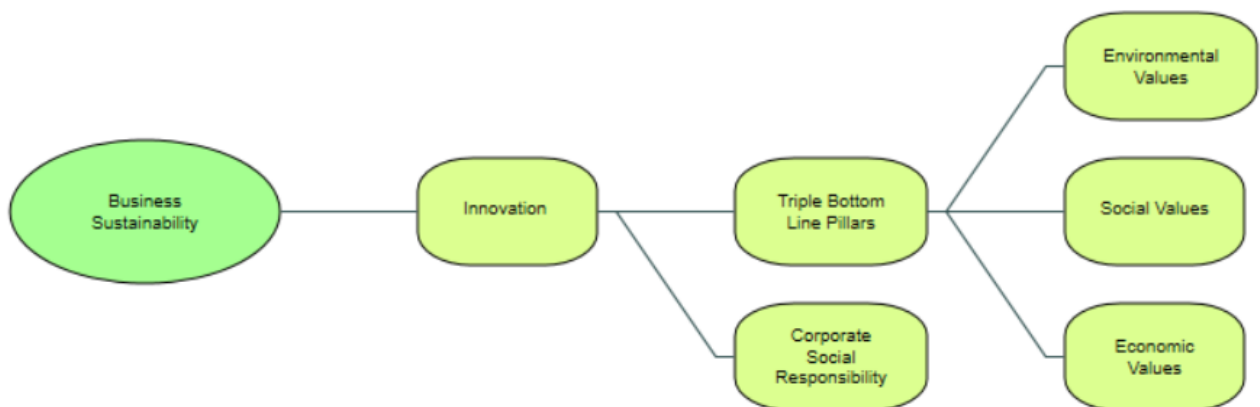 Business
Sustainability
Innovation
Triple Bottom
Line Pillars
Corporate
Social
Responsibility
Environmental
Values
Social Values
Economic
Values